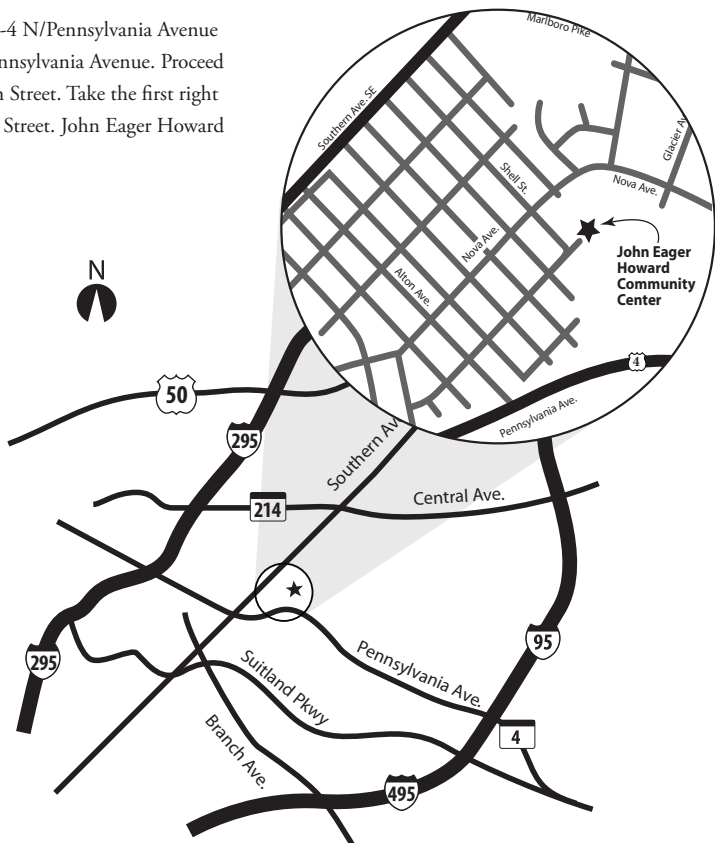 -4 N/Pennsylvania Avenue
nnsylvania Avenue. Proceed
Street. Take the first right
Street. John Eager Howard
Marlboro Pike
Southern Ave. SE
Glacier Av
Shell St.
Nova Ave.
Nova Ave.
Alton Ave.
John Eager
Howard
Community
Center
4
Pennsylvania Ave.
N
50
295
Southern Av
214
Central Ave.
295
95
Pennsylvania Ave.
Suitland Pkwy
Branch Ave.
4
495